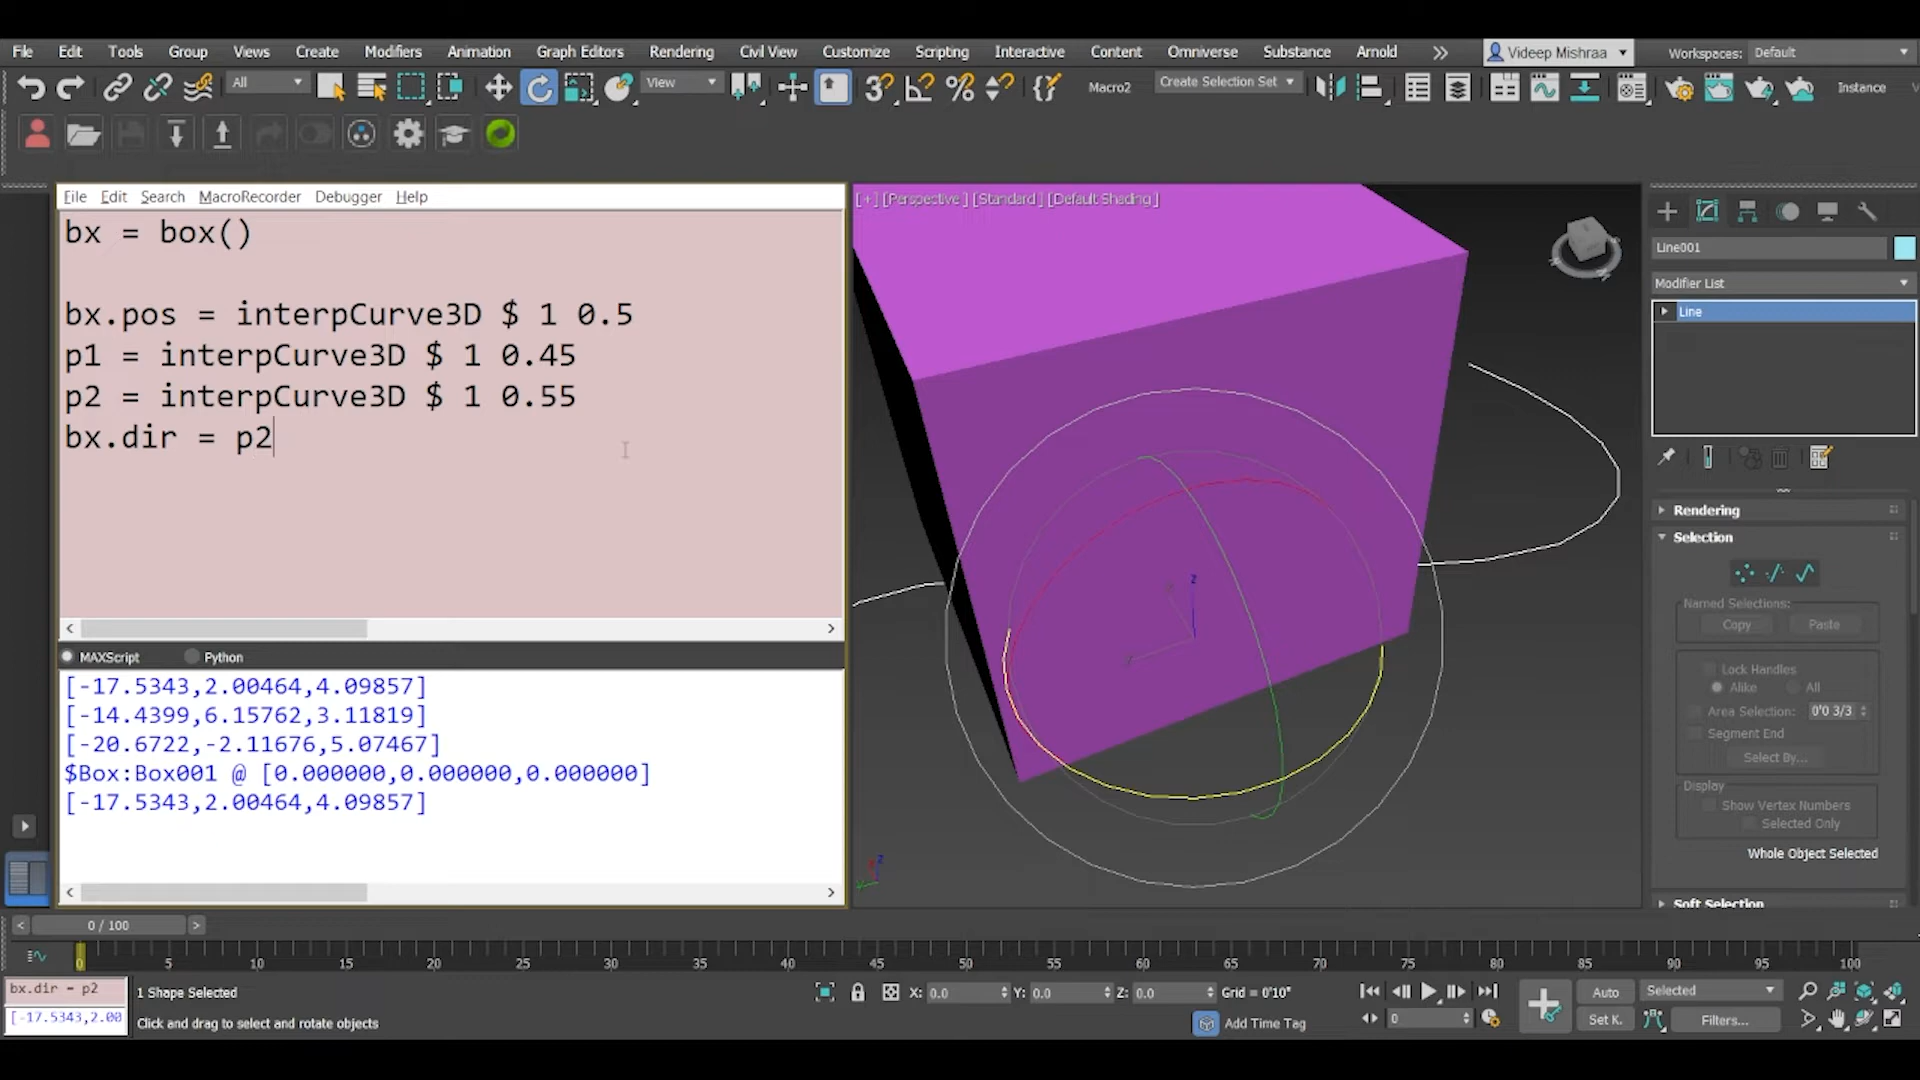 File Edit Tools Group Views Create Modifiers Animation Graph Editors Rendering Civil View Customize Scripting Interactive Content Omniverse Substance Arnold Videep Mishraa Workspaces: Default
All View Macro2 Create Selection Set Instance
File Edit Search MacroRecorder Debugger Help
bx = box()
bx.pos = interpCurve3D $ 1 0.5
p1 = interpCurve3D $ 1 0.45
p2 = interpCurve3D $ 1 0.55
bx.dir = p2
MAXScript Python
[-17.5343,2.00464,4.09857]
[-14.4399,6.15762,3.11819]
[-20.6722,-2.11676,5.07467]
$Box:Box001 @ [0.000000,0.000000,0.000000]
[-17.5343,2.00464,4.09857]
[+] [Perspective ] [Standard ] [Default Shading ]
z
z
Line001
Modifier List
Line
Rendering
Selection
Named Selections:
Copy Paste
Lock Handles
Alike All
Area Selection: 0'0 3/3
Segment End
Select By...
Display
Show Vertex Numbers
Selected Only
Whole Object Selected
Soft Selection
< 0 / 100 >
0 5 10 15 20 25 30 35 40 45 50 55 60 65 70 75 80 85 90 95 100
bx.dir = p2
[-17.5343,2.00
1 Shape Selected
Click and drag to select and rotate objects
X: 0.0 Y: 0.0 Z: 0.0 Grid = 0'10"
Add Time Tag
0
Auto Selected
Set K. Filters...